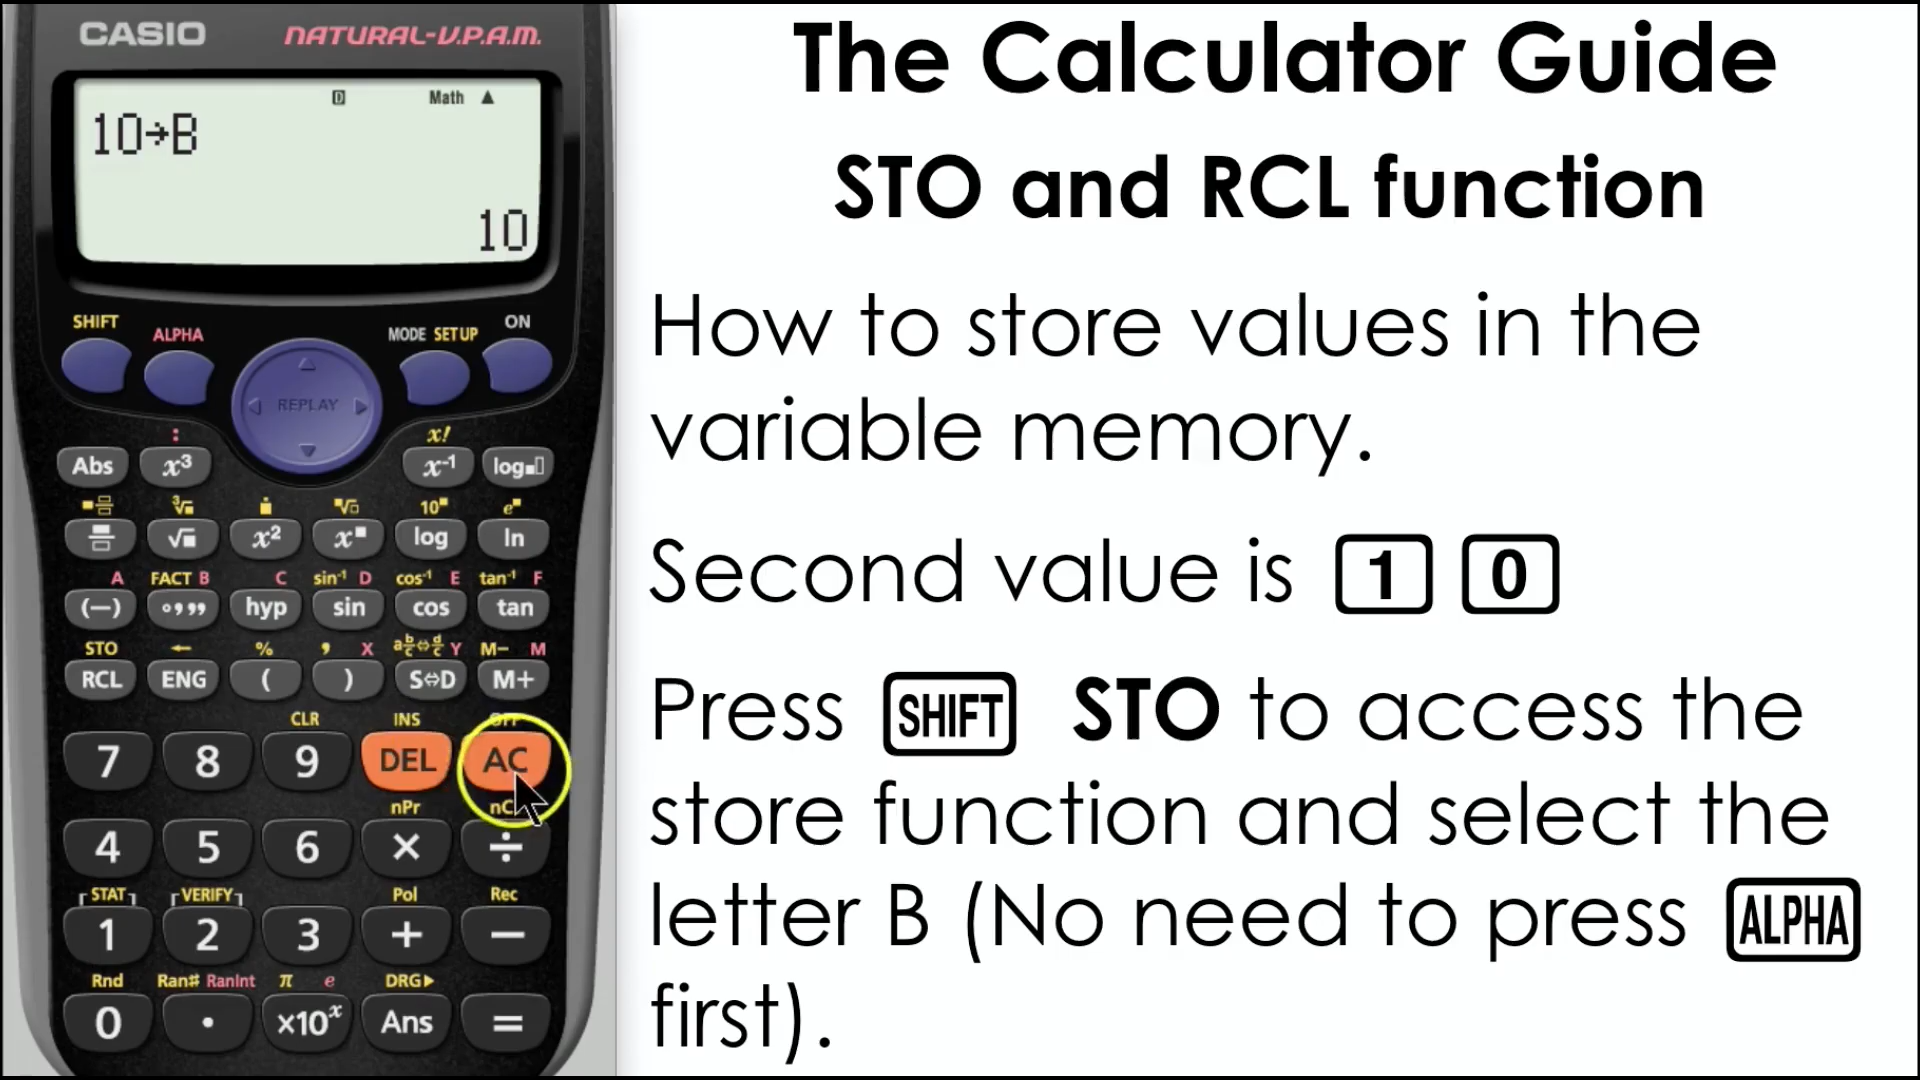 CASIO NATURAL-V.P.A.M.
D Math ▲
10→B
10
The Calculator Guide
STO and RCL function
How to store values in the
variable memory.
Second value is 1 0
Press SHIFT STO to access the
store function and select the
letter B (No need to press ALPHA
first).
SHIFT ALPHA MODE SETUP ON
REPLAY
: x!
Abs x³ x⁻¹ log■□
³√■ ■√□ 10■ e■
√■ x² x■ log ln
A FACT B C sin⁻¹ D cos⁻¹ E tan⁻¹ F
(−) °,,, hyp sin cos tan
STO ← % , X a b/c⇔d/c Y M− M
RCL ENG ( ) S⇔D M+
CLR INS OFF
7 8 9 DEL AC
nPr
4 5 6 × ÷
STAT VERIFY Pol Rec
1 2 3 + −
Rnd Ran# RanInt π e DRG▶
0 . ×10ˣ Ans =